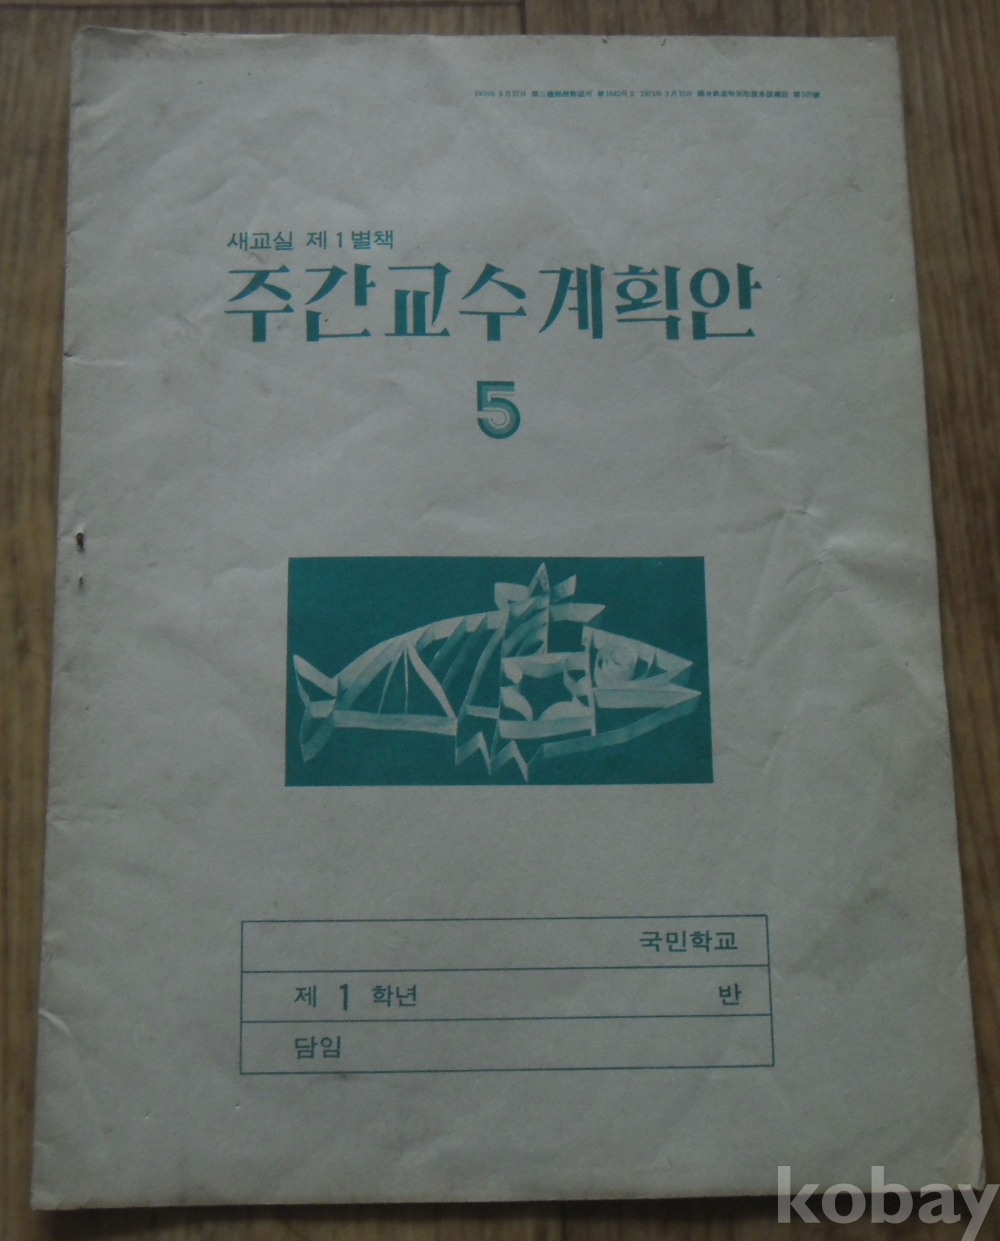 새교실 제1별책
주간교수계획안
5
국민학교
제 1 학년 반
담임
kobay